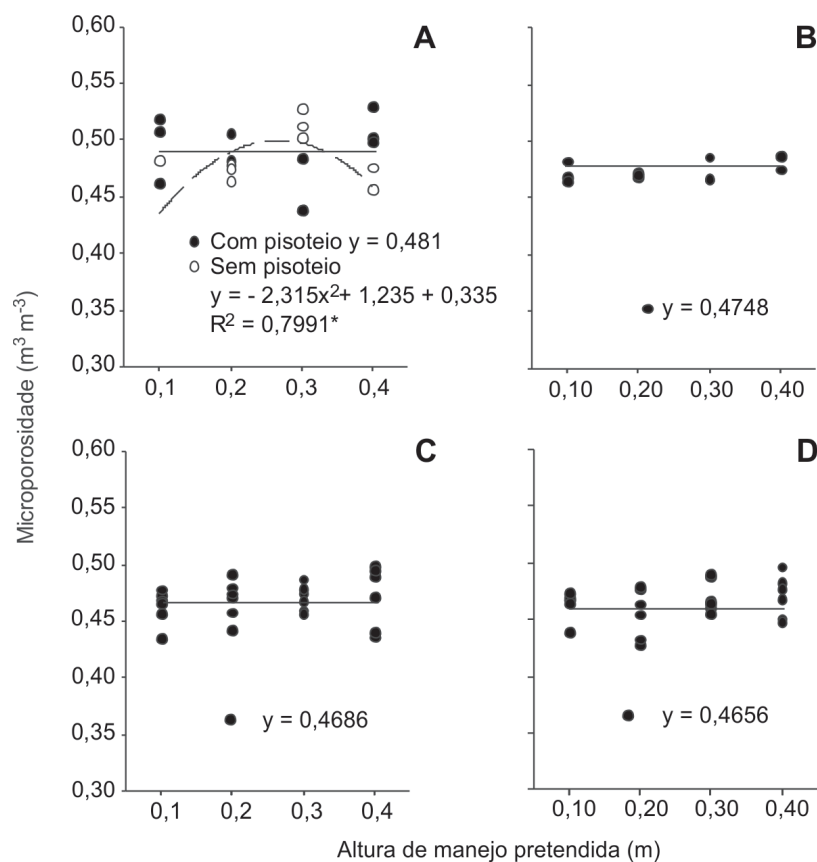 A
0,60
0,55
0,50
0,45
0,40
0,35
0,30
Com pisoteio y = 0,481
Sem pisoteio
y = - 2,315x²+ 1,235 + 0,335
R² = 0,7991*
0,1 0,2 0,3 0,4
B
y = 0,4748
0,10 0,20 0,30 0,40
Microporosidade (m³ m⁻³)
C
0,60
0,55
0,50
0,45
0,40
0,35
0,30
y = 0,4686
0,1 0,2 0,3 0,4
D
y = 0,4656
0,10 0,20 0,30 0,40
Altura de manejo pretendida (m)